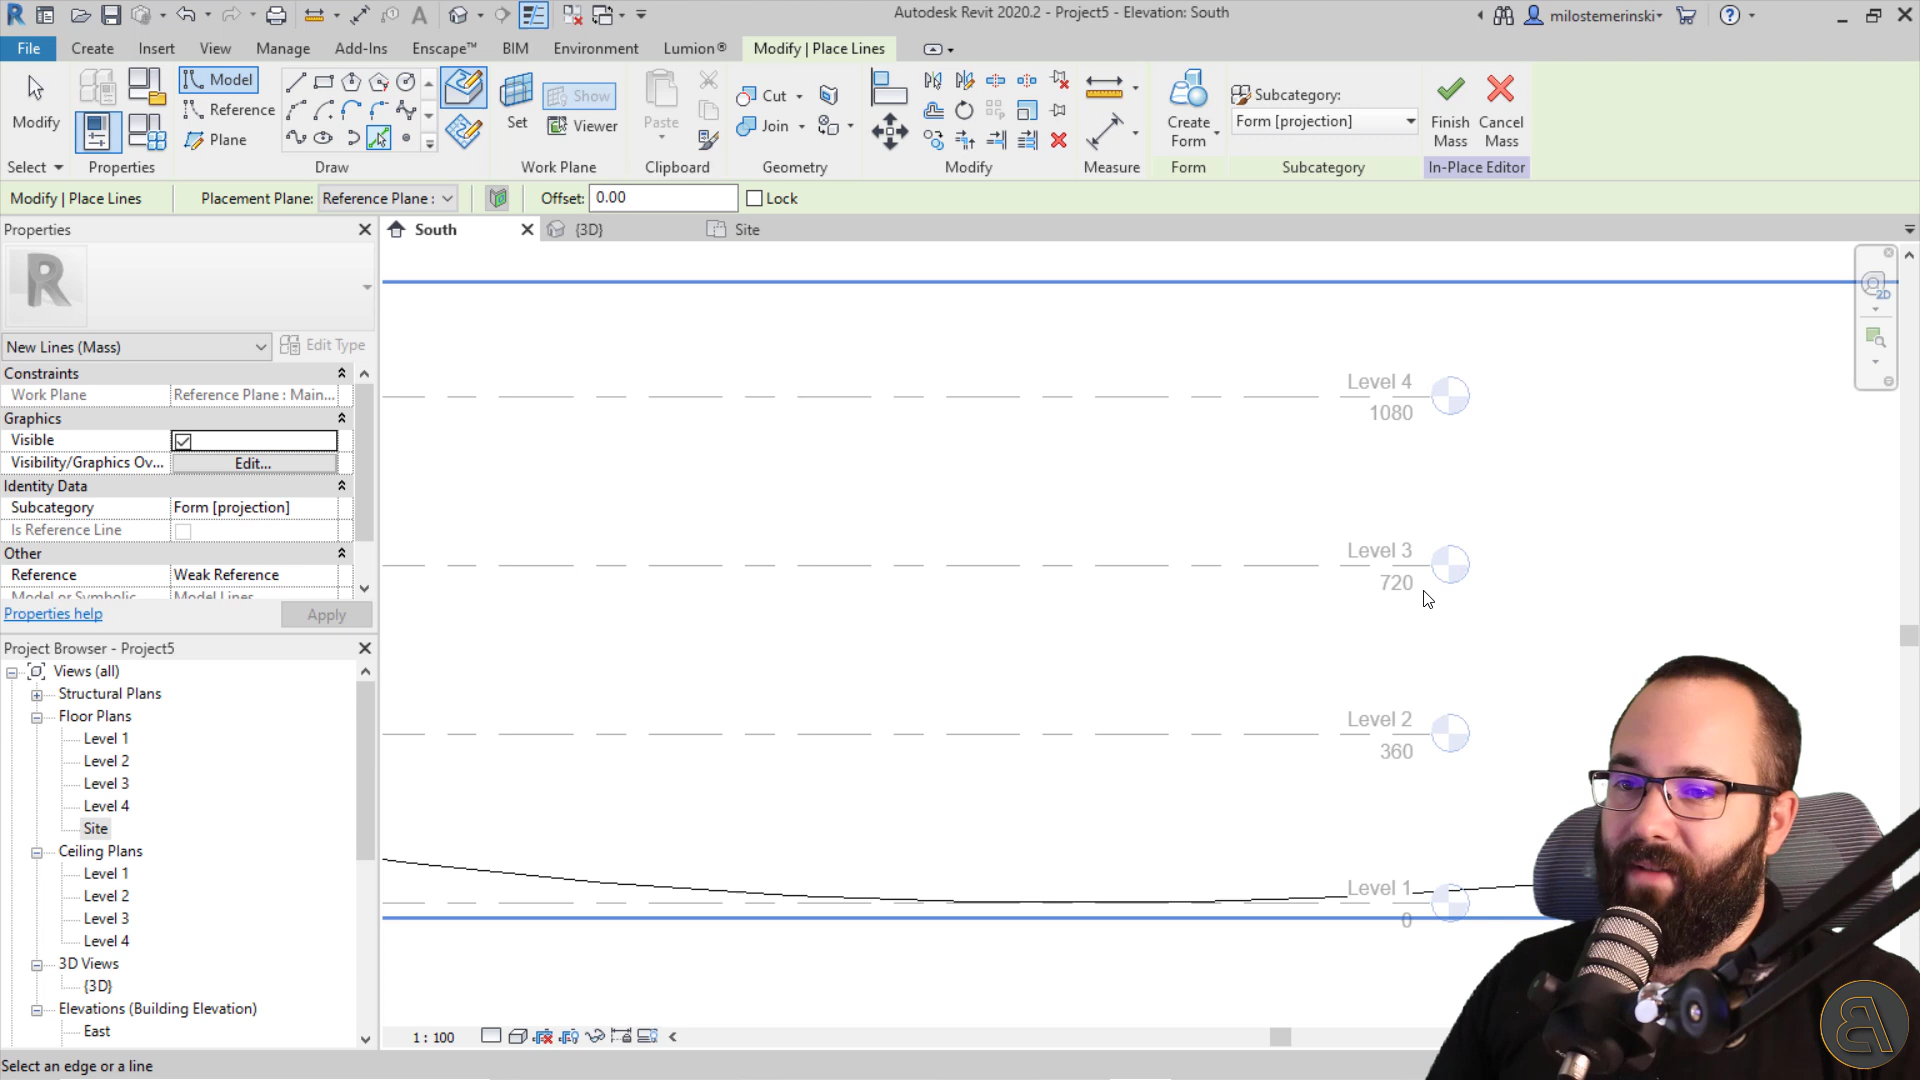 Autodesk Revit 2020.2 - Project5 - Elevation: South
milostemerinski
File Create Insert View Manage Add-Ins Enscape™ BIM Environment Lumion® Modify | Place Lines
Modify
Model
Reference
Plane
Set
Show
Viewer
Paste
Cut
Join
Create Form
Subcategory:
Form [projection]
Finish Mass
Cancel Mass
Select Properties Draw Work Plane Clipboard Geometry Modify Measure Form Subcategory In-Place Editor
Modify | Place Lines Placement Plane: Reference Plane : Offset: 0.00 Lock
Properties
South {3D} Site
R
2D
New Lines (Mass) Edit Type
Constraints
Work Plane Reference Plane : Main...
Graphics
Visible
Visibility/Graphics Ov... Edit...
Identity Data
Subcategory Form [projection]
Is Reference Line
Other
Reference Weak Reference
Model or Symbolic Model Lines
Properties help Apply
Project Browser - Project5
Views (all)
Structural Plans
Floor Plans
Level 1
Level 2
Level 3
Level 4
Site
Ceiling Plans
Level 1
Level 2
Level 3
Level 4
3D Views
{3D}
Elevations (Building Elevation)
East
Level 4
1080
Level 3
720
Level 2
360
Level 1
0
1 : 100
Select an edge or a line